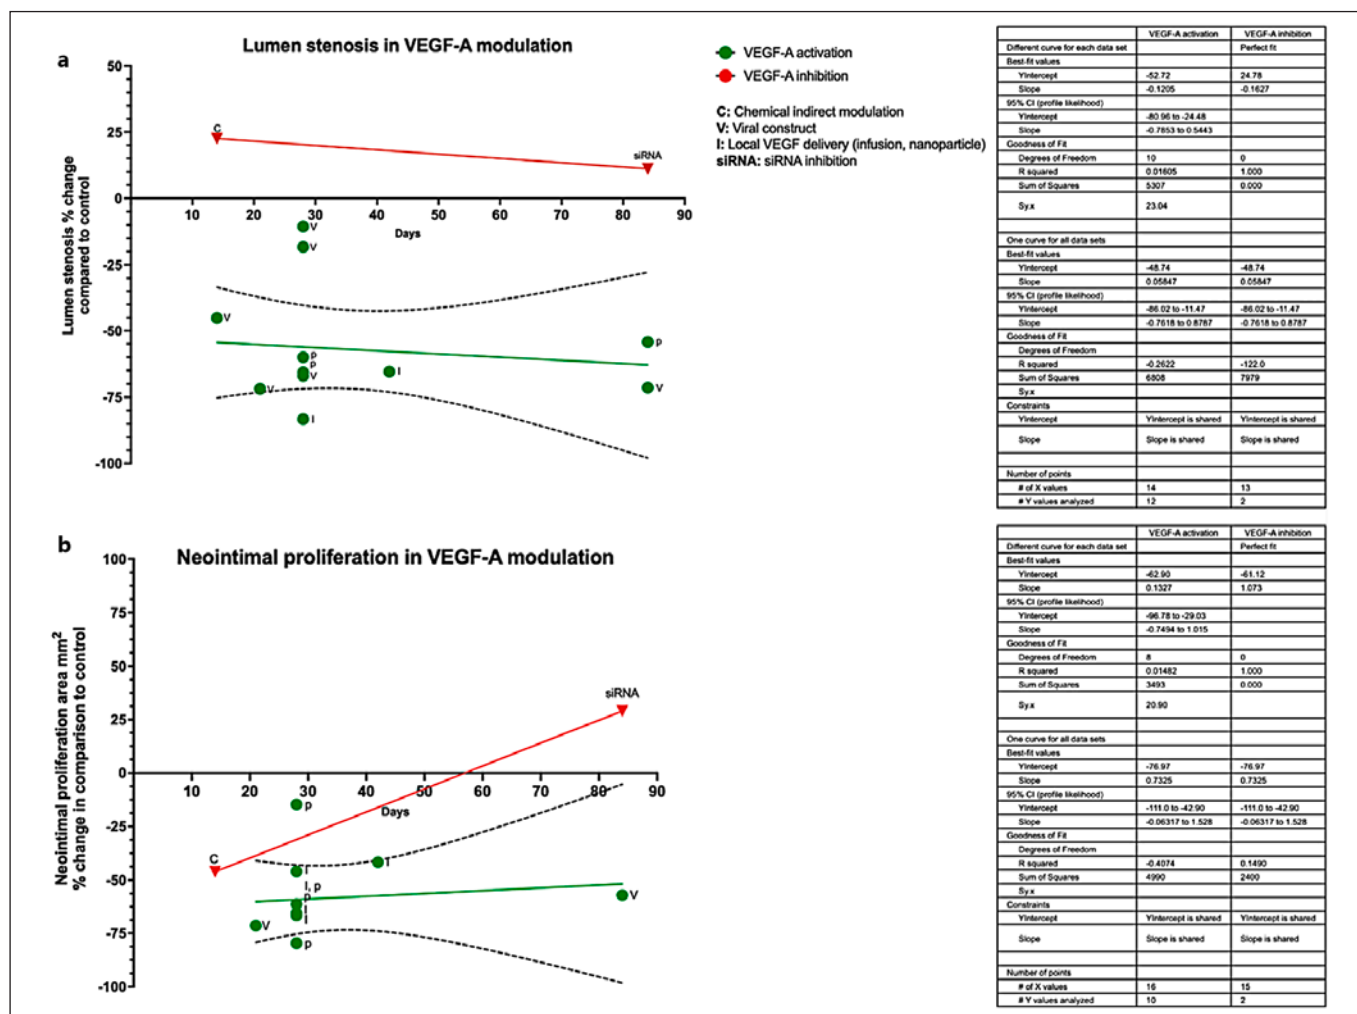 a
Lumen stenosis in VEGF-A modulation
Lumen stenosis % change
compared to control
50
25
0
-25
-50
-75
-100
10 20 30 40 50 60 70 80 90
Days
C
siRNA
V
V
V
p
p
V
V
I
I
p
V
VEGF-A activation
VEGF-A inhibition
C: Chemical indirect modulation
V: Viral construct
I: Local VEGF delivery (infusion, nanoparticle)
siRNA: siRNA inhibition
VEGF-A activation VEGF-A inhibition
Different curve for each data set Perfect fit
Best-fit values
YIntercept -52.72 24.78
Slope -0.1205 -0.1627
95% CI (profile likelihood)
YIntercept -80.96 to -24.48
Slope -0.7853 to 0.5443
Goodness of Fit
Degrees of Freedom 10 0
R squared 0.01605 1.000
Sum of Squares 5307 0.000
Sy.x 23.04
One curve for all data sets
Best-fit values
YIntercept -48.74 -48.74
Slope 0.05847 0.05847
95% CI (profile likelihood)
YIntercept -86.02 to -11.47 -86.02 to -11.47
Slope -0.7618 to 0.8787 -0.7618 to 0.8787
Goodness of Fit
Degrees of Freedom
R squared -0.2622 -122.0
Sum of Squares 6808 7979
Sy.x
Constraints
YIntercept YIntercept is shared YIntercept is shared
Slope Slope is shared Slope is shared
Number of points
# of X values 14 13
# Y values analyzed 12 2
b
Neointimal proliferation in VEGF-A modulation
Neointimal proliferation area mm²
% change in comparison to control
100
75
50
25
0
-25
-50
-75
-100
10 20 30 40 50 60 70 80 90
Days
siRNA
C
p
I
I
I, p
p
I
I
V
p
V
VEGF-A activation VEGF-A inhibition
Different curve for each data set Perfect fit
Best-fit values
YIntercept -62.90 -61.12
Slope 0.1327 1.073
95% CI (profile likelihood)
YIntercept -96.78 to -29.03
Slope -0.7494 to 1.015
Goodness of Fit
Degrees of Freedom 8 0
R squared 0.01482 1.000
Sum of Squares 3493 0.000
Sy.x 20.90
One curve for all data sets
Best-fit values
YIntercept -76.97 -76.97
Slope 0.7325 0.7325
95% CI (profile likelihood)
YIntercept -111.0 to -42.90 -111.0 to -42.90
Slope -0.06317 to 1.528 -0.06317 to 1.528
Goodness of Fit
Degrees of Freedom
R squared -0.4074 0.1490
Sum of Squares 4990 2400
Sy.x
Constraints
YIntercept YIntercept is shared YIntercept is shared
Slope Slope is shared Slope is shared
Number of points
# of X values 16 15
# Y values analyzed 10 2